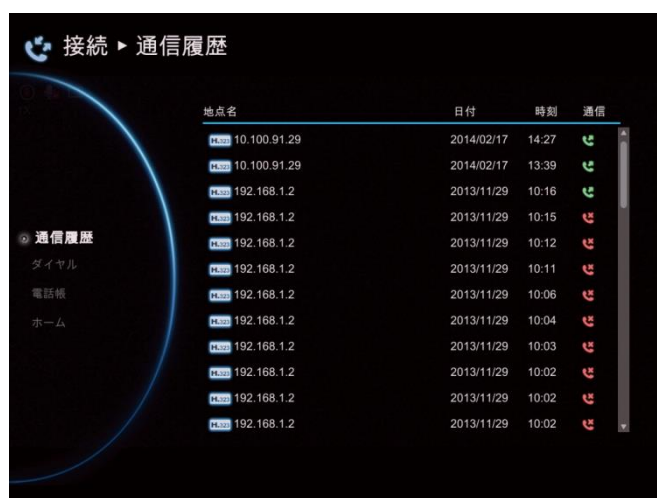 接続 ▸ 通信履歴
地点名 日付 時刻 通信
H.323 10.100.91.29 2014/02/17 14:27
H.323 10.100.91.29 2014/02/17 13:39
H.323 192.168.1.2 2013/11/29 10:16
H.323 192.168.1.2 2013/11/29 10:15
H.323 192.168.1.2 2013/11/29 10:12
H.323 192.168.1.2 2013/11/29 10:11
H.323 192.168.1.2 2013/11/29 10:06
H.323 192.168.1.2 2013/11/29 10:04
H.323 192.168.1.2 2013/11/29 10:03
H.323 192.168.1.2 2013/11/29 10:02
H.323 192.168.1.2 2013/11/29 10:02
H.323 192.168.1.2 2013/11/29 10:02
通信履歴
ダイヤル
電話帳
ホーム